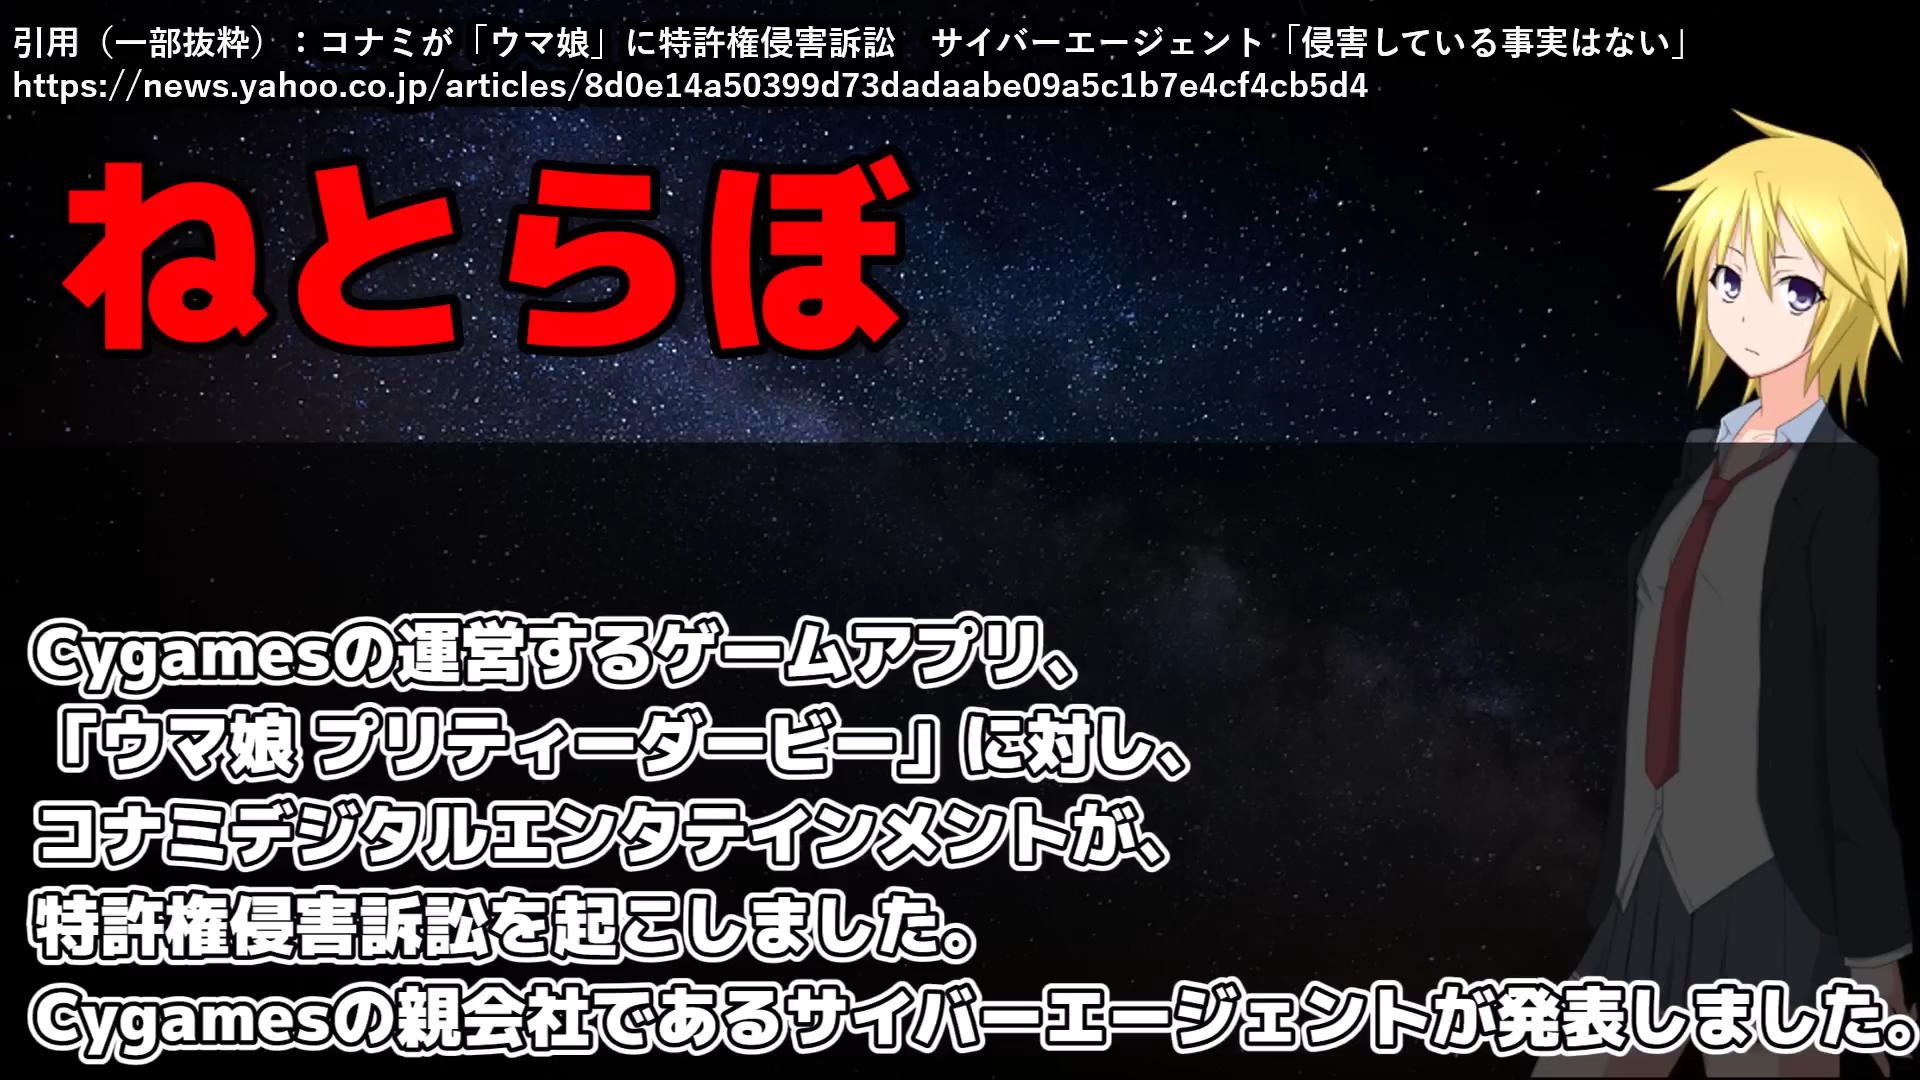 引用（一部抜粋）：コナミが「ウマ娘」に特許権侵害訴訟　サイバーエージェント「侵害している事実はない」
https://news.yahoo.co.jp/articles/8d0e14a50399d73dadaabe09a5c1b7e4cf4cb5d4
ねとらぼ
Cygamesの運営するゲームアプリ、
「ウマ娘 プリティーダービー」に対し、
コナミデジタルエンタテインメントが、
特許権侵害訴訟を起こしました。
Cygamesの親会社であるサイバーエージェントが発表しました。